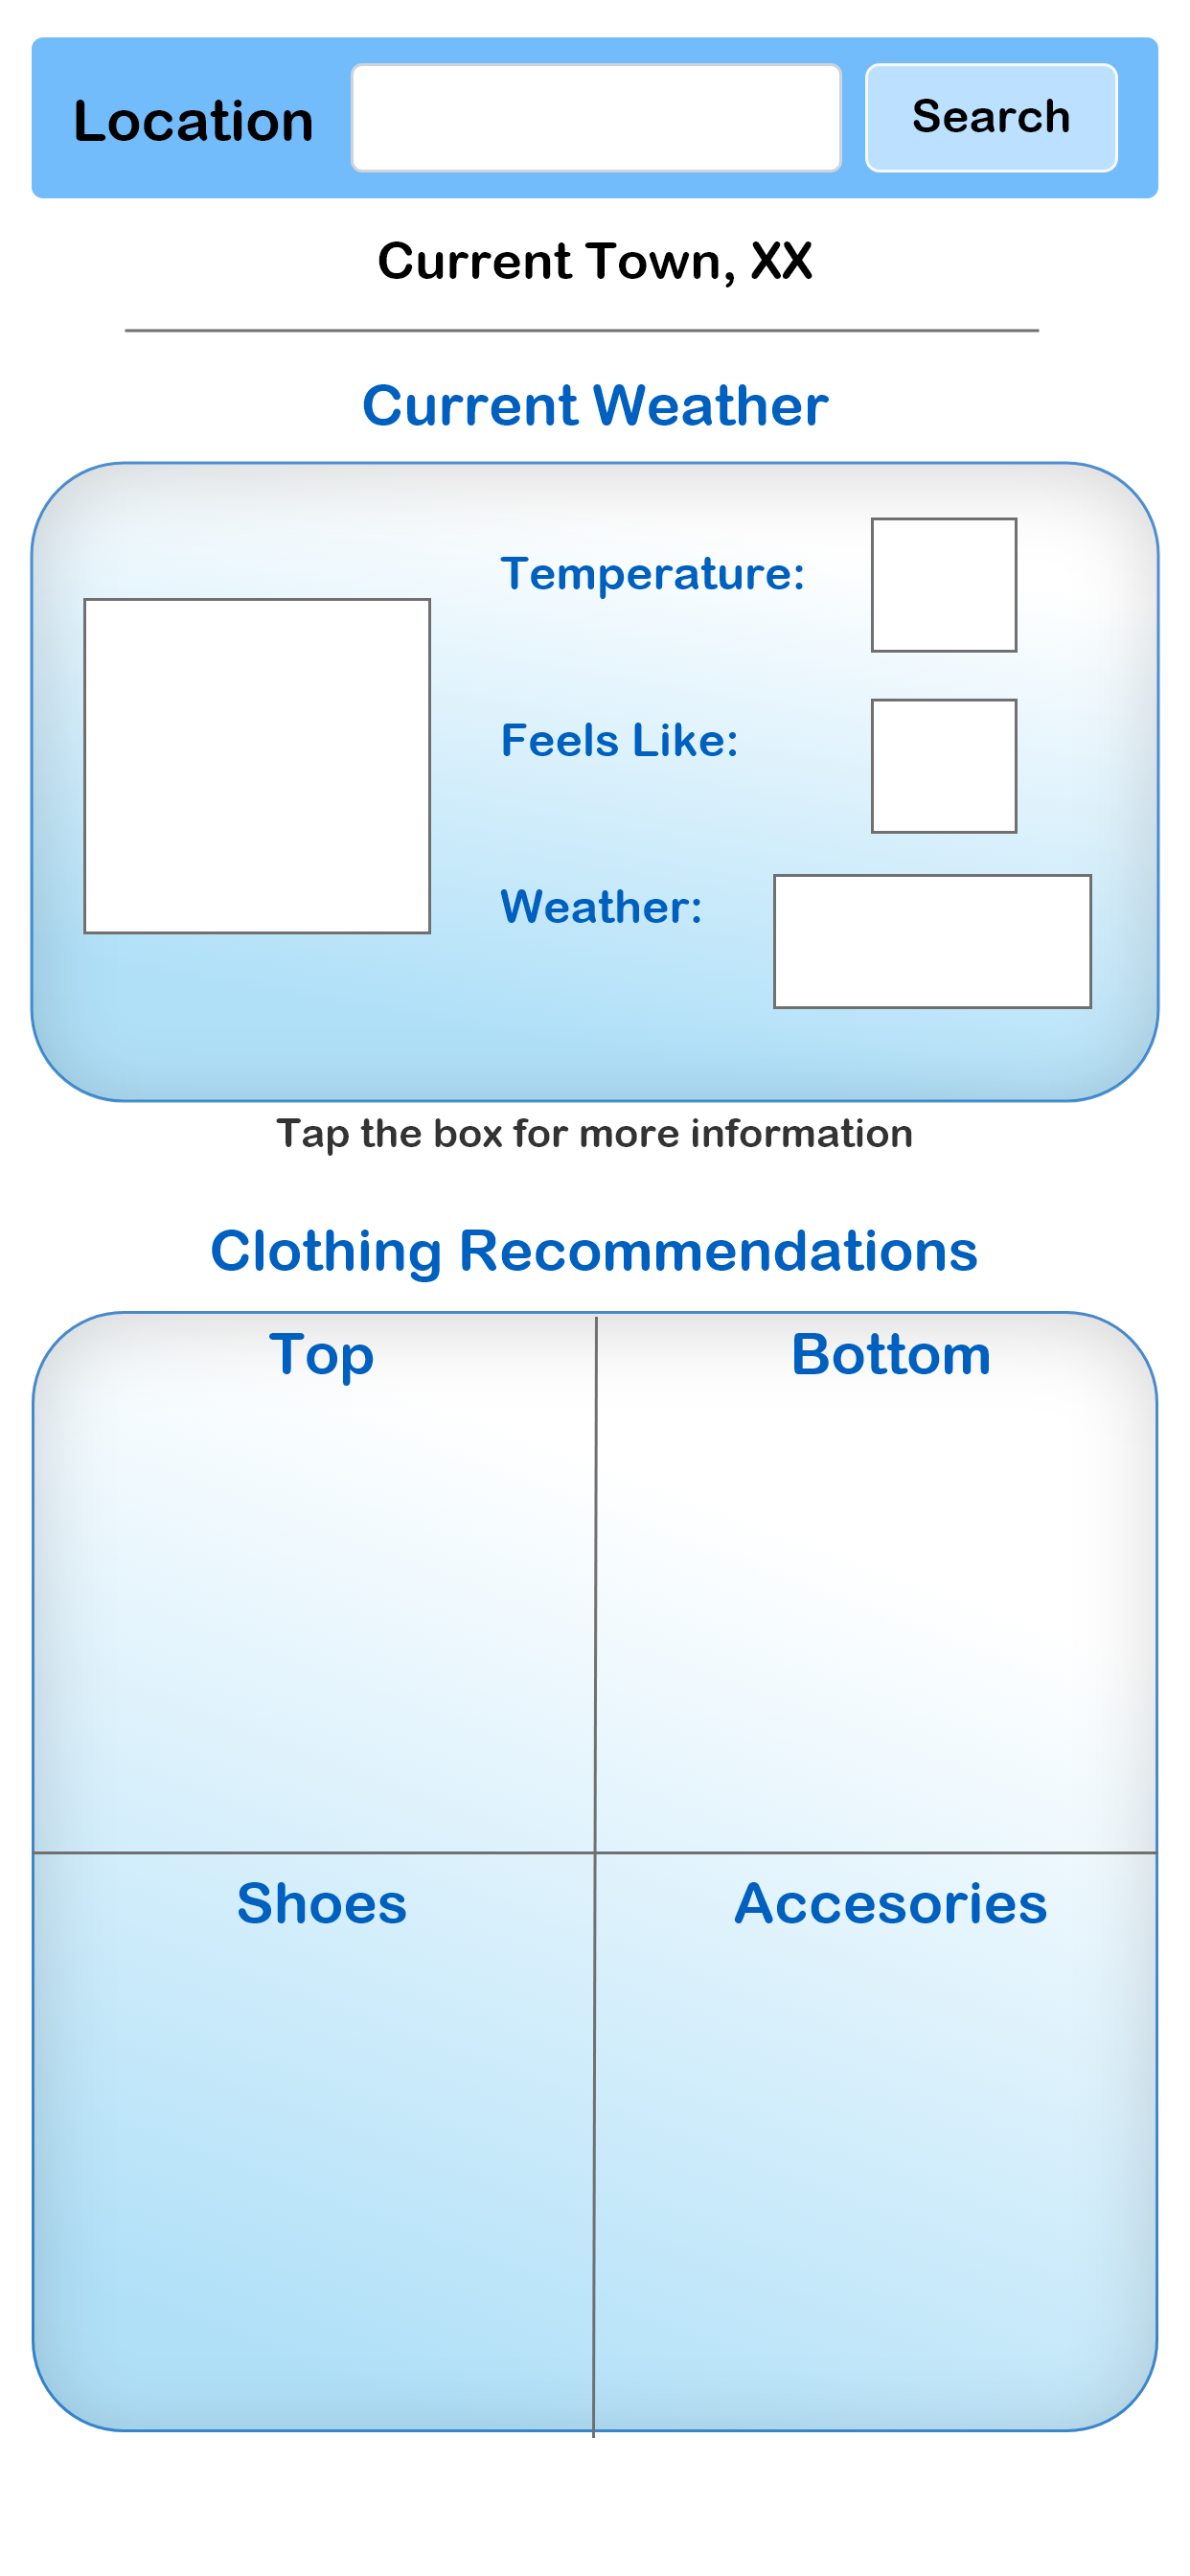 Location
Search
Current Town, XX
Current Weather
Temperature:
Feels Like:
Weather:
Tap the box for more information
Clothing Recommendations
Top
Bottom
Shoes
Accesories